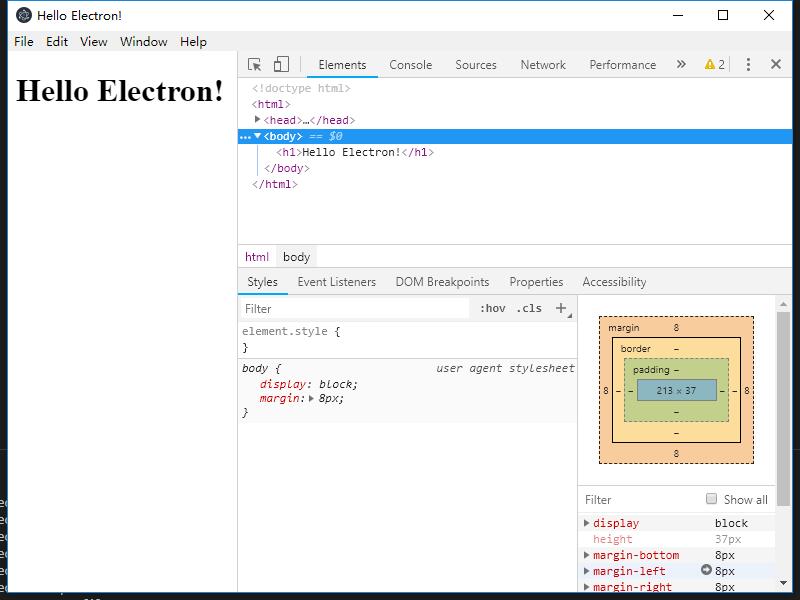 Hello Electron!
File Edit View Window Help
Hello Electron!
Elements Console Sources Network Performance » 2
<!doctype html>
<html>
<head>…</head>
… <body> == $0
<h1>Hello Electron!</h1>
</body>
</html>
html body
Styles Event Listeners DOM Breakpoints Properties Accessibility
Filter :hov .cls +
element.style {
}
body { user agent stylesheet
display: block;
margin: 8px;
}
margin 8
border –
padding –
8 – – 213 × 37 – – 8
–
–
8
Filter Show all
display block
height 37px
margin-bottom 8px
margin-left 8px
margin-right 8px